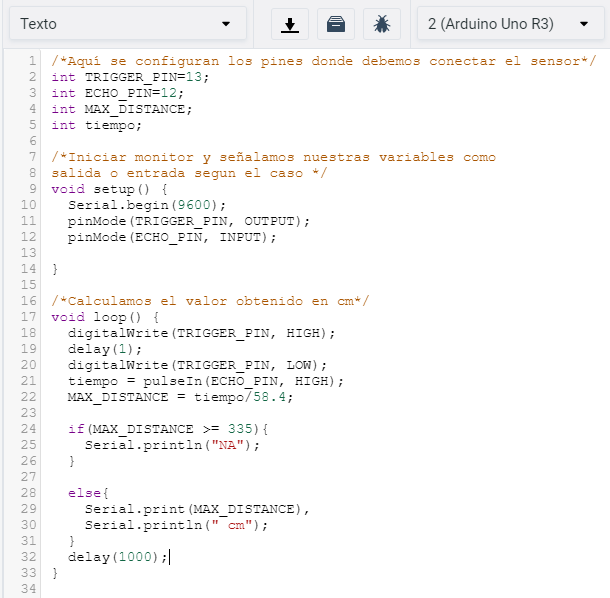 Texto 2 (Arduino Uno R3)
1 /*Aquí se configuran los pines donde debemos conectar el sensor*/
2 int TRIGGER_PIN=13;
3 int ECHO_PIN=12;
4 int MAX_DISTANCE;
5 int tiempo;
6
7 /*Iniciar monitor y señalamos nuestras variables como
8 salida o entrada segun el caso */
9 void setup() {
10   Serial.begin(9600);
11   pinMode(TRIGGER_PIN, OUTPUT);
12   pinMode(ECHO_PIN, INPUT);
13
14 }
15
16 /*Calculamos el valor obtenido en cm*/
17 void loop() {
18   digitalWrite(TRIGGER_PIN, HIGH);
19   delay(1);
20   digitalWrite(TRIGGER_PIN, LOW);
21   tiempo = pulseIn(ECHO_PIN, HIGH);
22   MAX_DISTANCE = tiempo/58.4;
23
24   if(MAX_DISTANCE >= 335){
25     Serial.println("NA");
26   }
27
28   else{
29     Serial.print(MAX_DISTANCE),
30     Serial.println(" cm");
31   }
32   delay(1000);
33 }
34